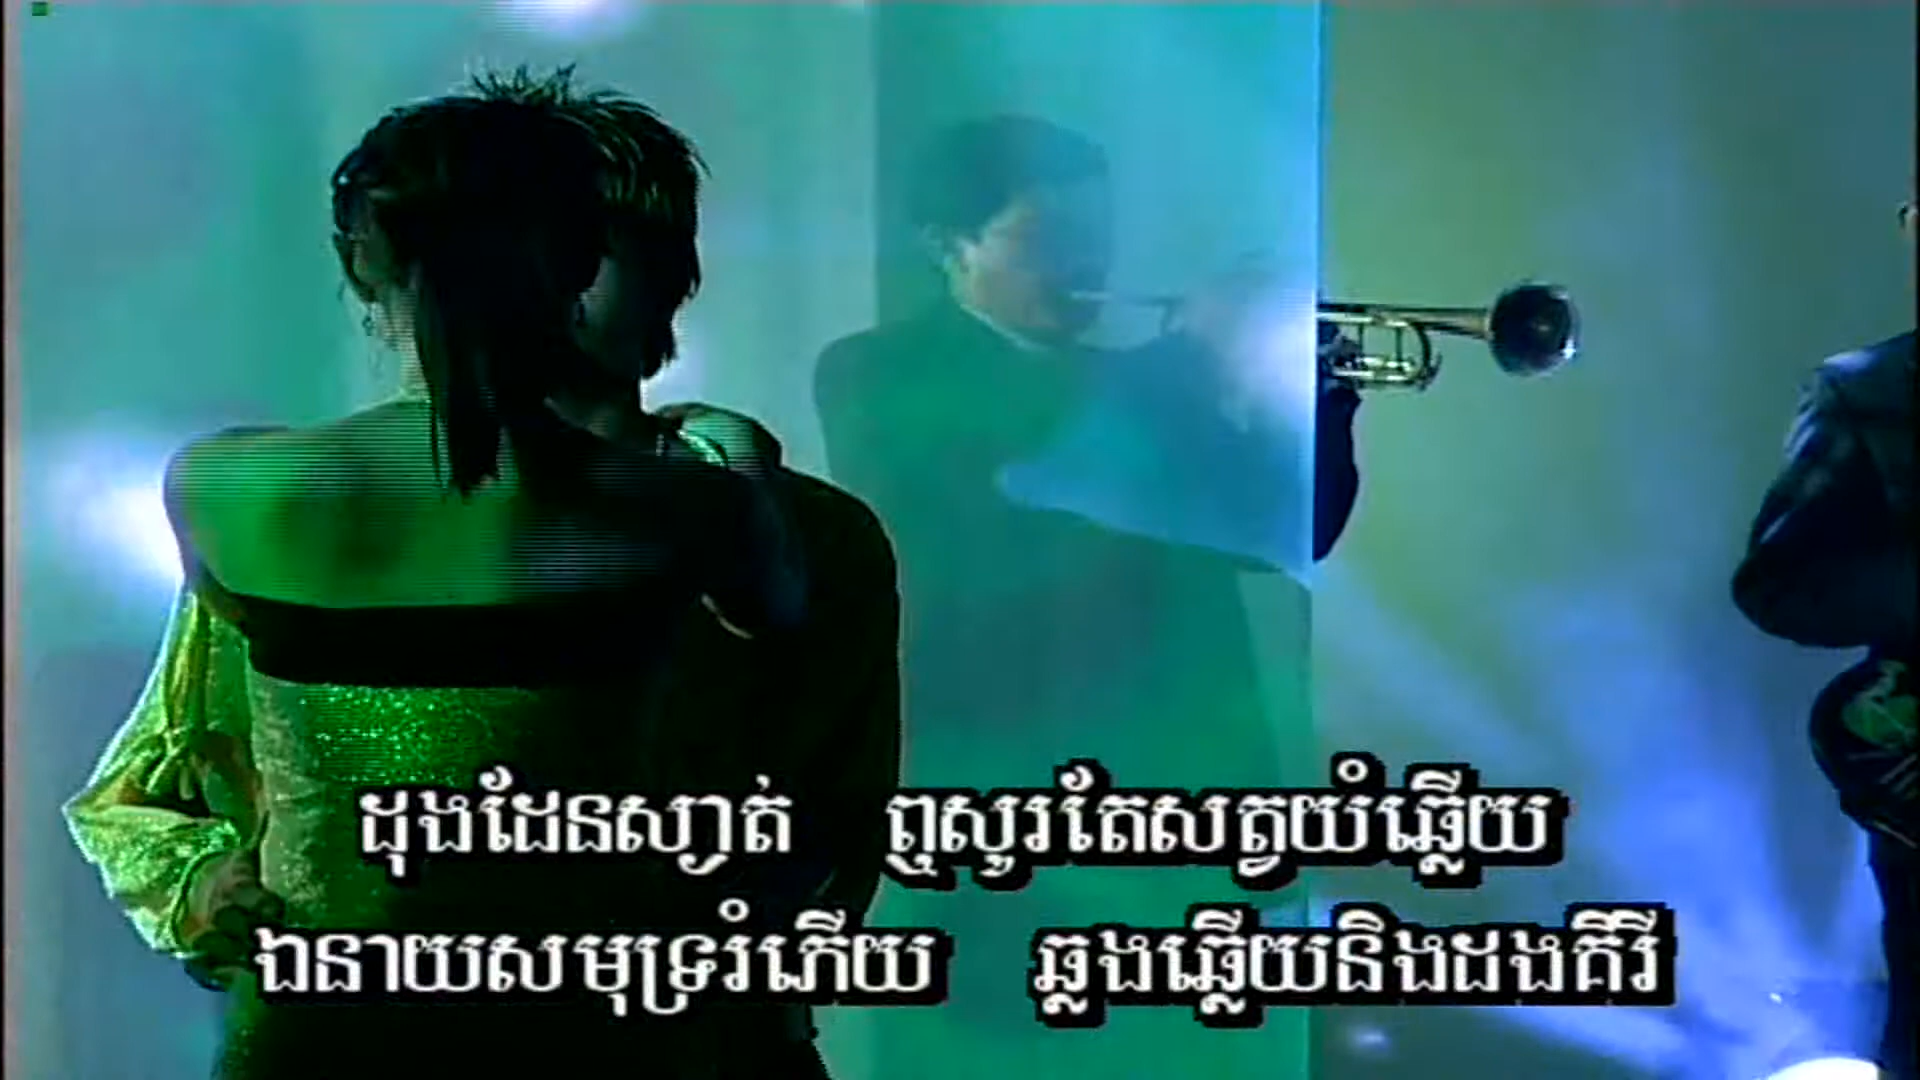 ដុងដែនស្ងាត់ ឮសូរតែសត្វយំឆ្លើយ
ឯនាយសមុទ្ររំភើយ ឆ្លងឆ្លើយនិងដងគីរី